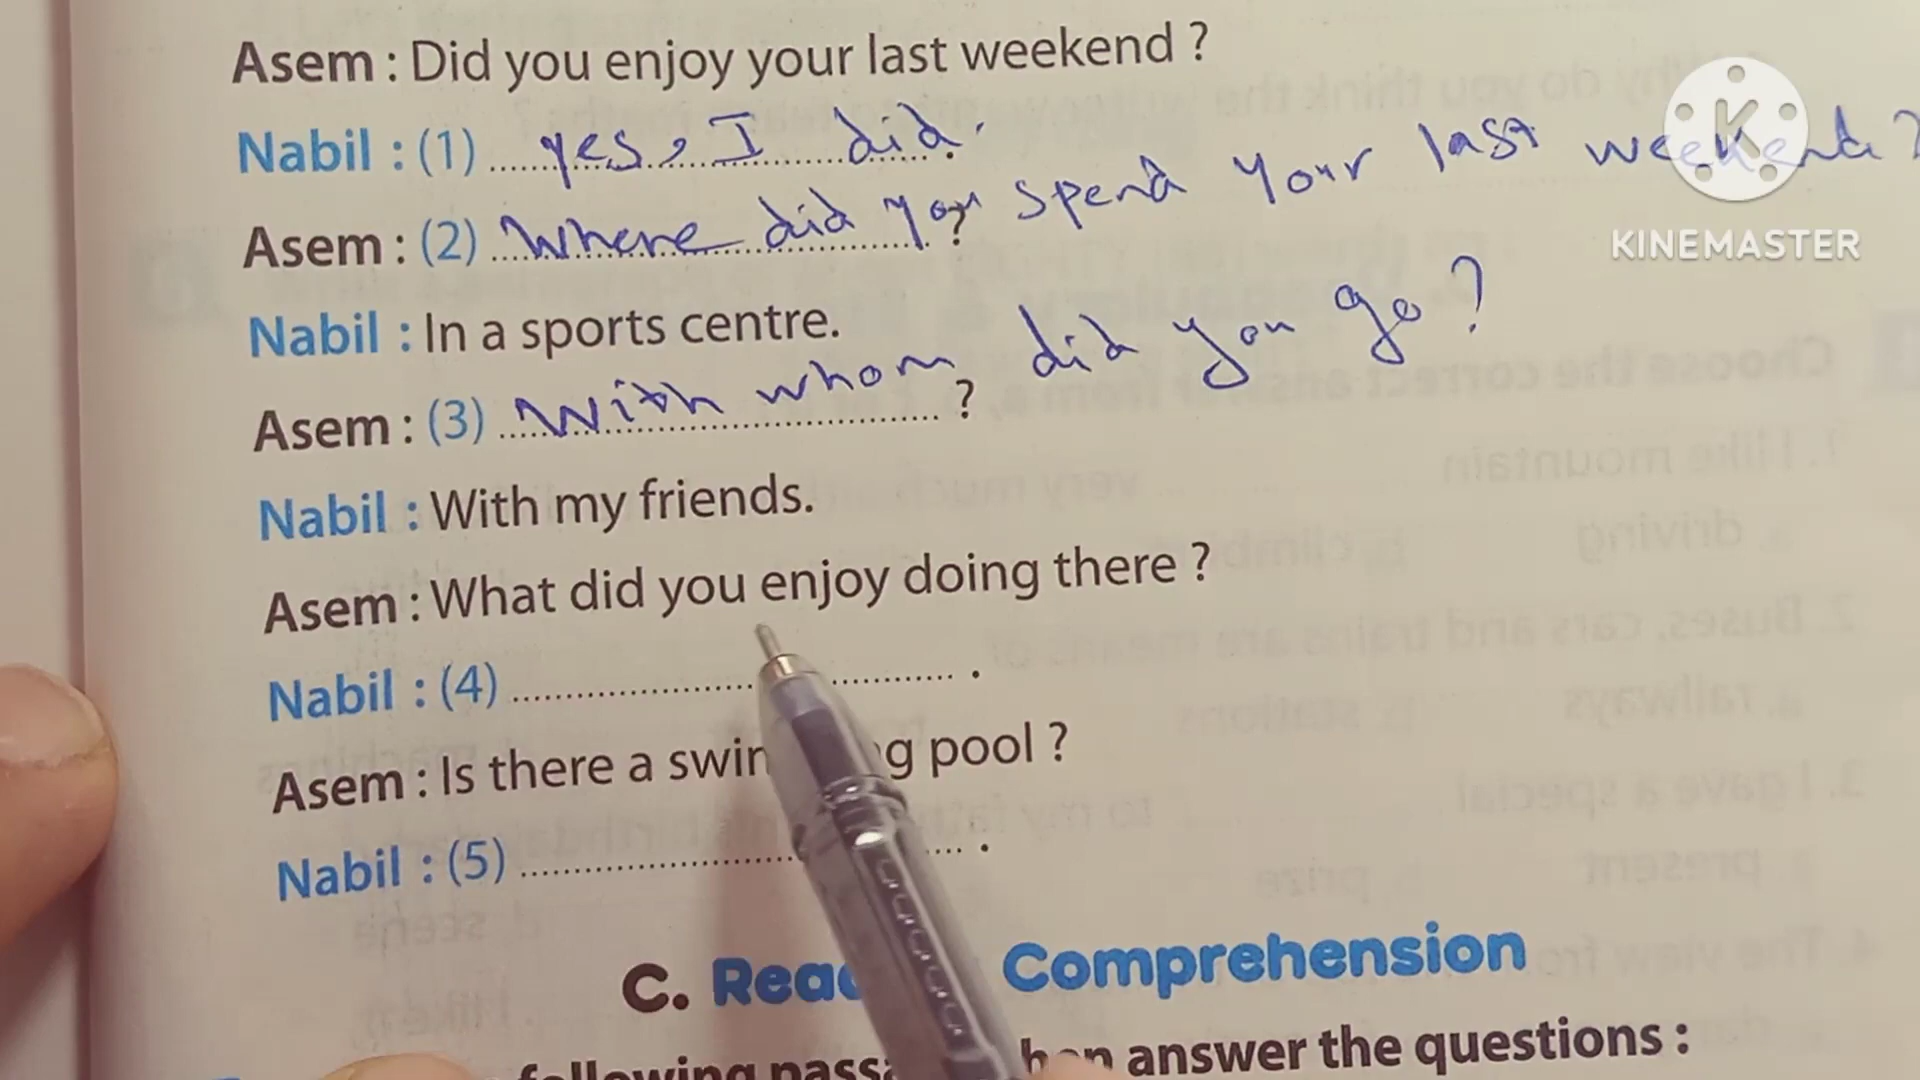 Asem : Did you enjoy your last weekend ?
Nabil : (1) yes, I did.
Asem : (2) Where did you spend your last weekend ?
Nabil : In a sports centre.
Asem : (3) With whom did you go ?
Nabil : With my friends.
Asem : What did you enjoy doing there ?
Nabil : (4) .
Asem : Is there a pool ?
Nabil : (5) .
C. Comprehension
following answer the questions :
K
KINEMASTER